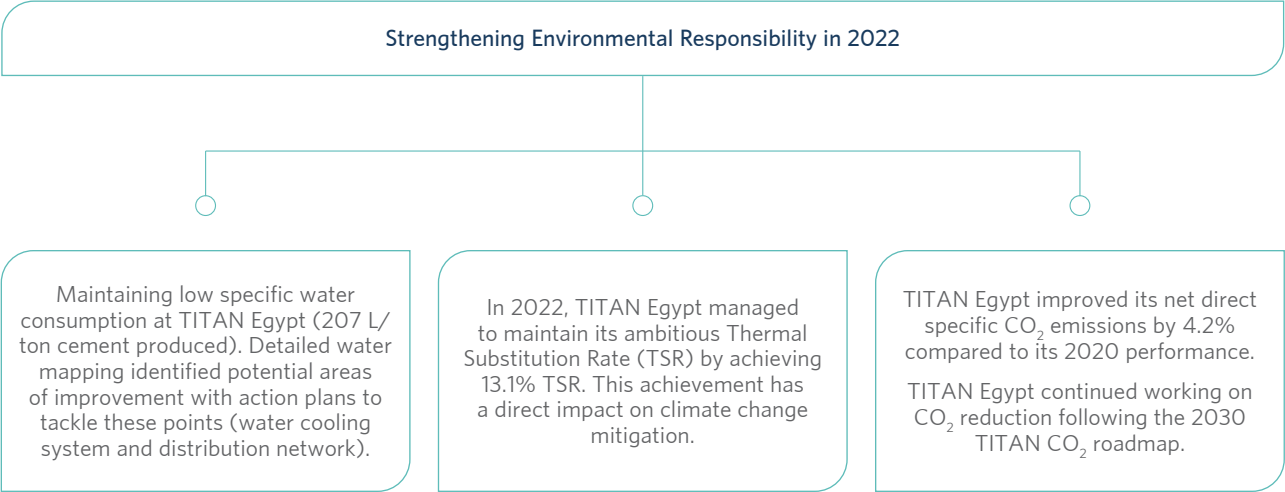 Strengthening Environmental Responsibility in 2022
Maintaining low specific water
consumption at TITAN Egypt (207 L/
ton cement produced). Detailed water
mapping identified potential areas
of improvement with action plans to
tackle these points (water cooling
system and distribution network).
In 2022, TITAN Egypt managed
to maintain its ambitious Thermal
Substitution Rate (TSR) by achieving
13.1% TSR. This achievement has
a direct impact on climate change
mitigation.
TITAN Egypt improved its net direct
specific CO₂ emissions by 4.2%
compared to its 2020 performance.
TITAN Egypt continued working on
CO₂ reduction following the 2030
TITAN CO₂ roadmap.